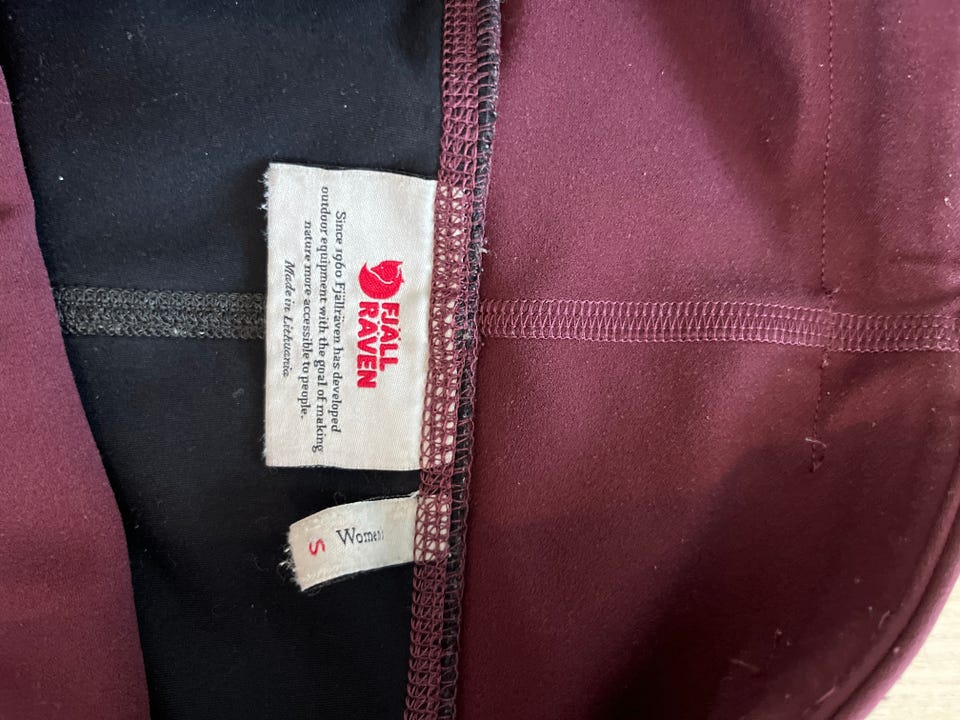 FJÄLL
RÄVEN
Since 1960 Fjällräven has developed
outdoor equipment with the goal of making
nature more accessible to people.
Made in Lithuania
S
Women